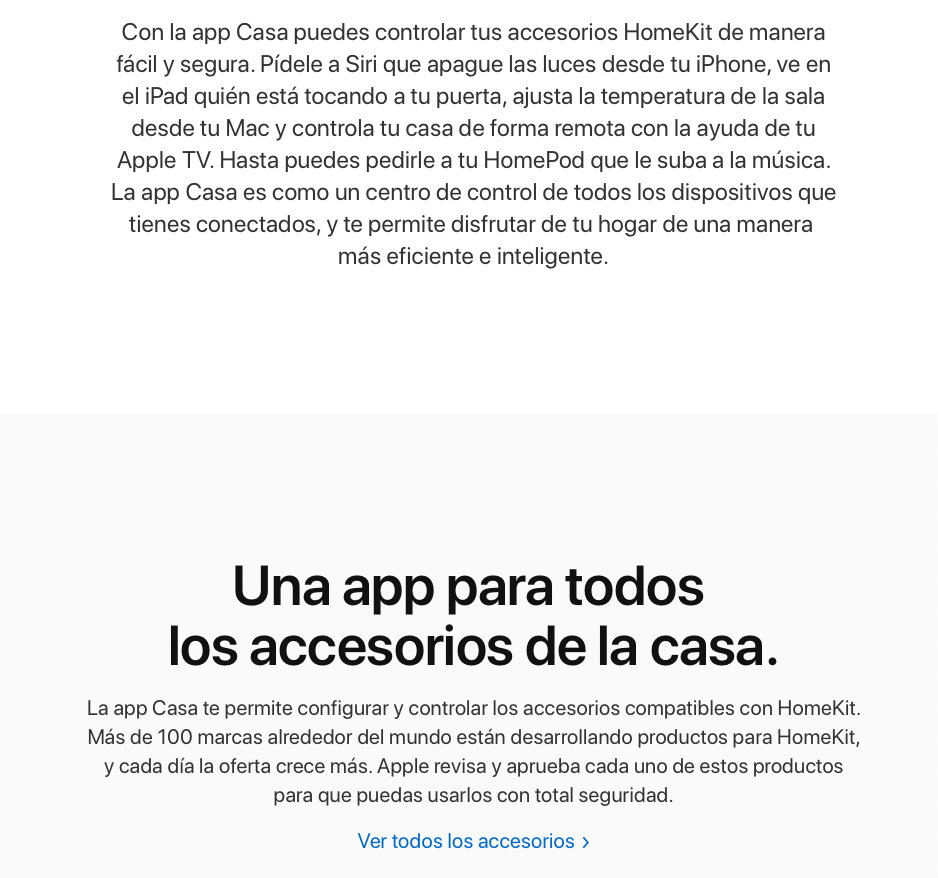 Con la app Casa puedes controlar tus accesorios HomeKit de manera
fácil y segura. Pídele a Siri que apague las luces desde tu iPhone, ve en
el iPad quién está tocando a tu puerta, ajusta la temperatura de la sala
desde tu Mac y controla tu casa de forma remota con la ayuda de tu
Apple TV. Hasta puedes pedirle a tu HomePod que le suba a la música.
La app Casa es como un centro de control de todos los dispositivos que
tienes conectados, y te permite disfrutar de tu hogar de una manera
más eficiente e inteligente.
Una app para todos
los accesorios de la casa.
La app Casa te permite configurar y controlar los accesorios compatibles con HomeKit.
Más de 100 marcas alrededor del mundo están desarrollando productos para HomeKit,
y cada día la oferta crece más. Apple revisa y aprueba cada uno de estos productos
para que puedas usarlos con total seguridad.
Ver todos los accesorios >